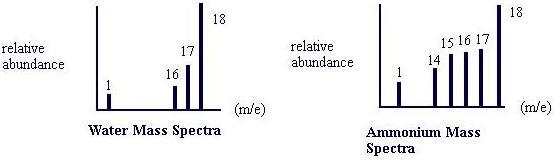 relative
abundance
1
16
17
18
(m/e)
Water Mass Spectra
relative
abundance
1
14
15
16
17
18
(m/e)
Ammonium Mass
Spectra